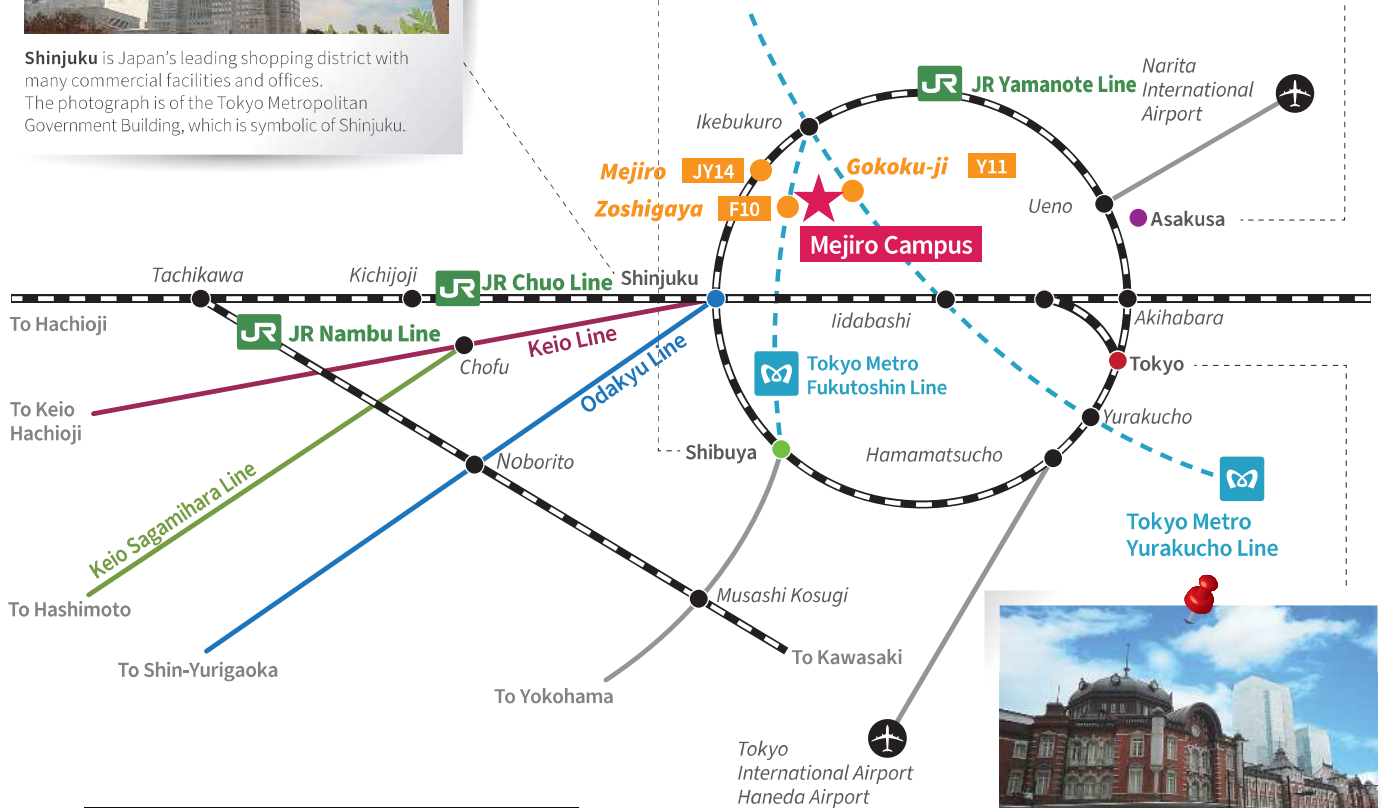 Shinjuku is Japan's leading shopping district with
many commercial facilities and offices.
The photograph is of the Tokyo Metropolitan
Government Building, which is symbolic of Shinjuku.
JR
JR Yamanote Line
Narita
International
Airport
Ikebukuro
Mejiro
JY14
Gokoku-ji
Y11
Zoshigaya
F10
Ueno
Asakusa
Mejiro Campus
Tachikawa
Kichijoji
JR
JR Chuo Line
Shinjuku
To Hachioji
JR
JR Nambu Line
Keio Line
Iidabashi
Akihabara
Chofu
Odakyu Line
Tokyo Metro
Fukutoshin Line
Tokyo
To Keio
Hachioji
Yurakucho
Noborito
Shibuya
Hamamatsucho
Keio Sagamihara Line
Tokyo Metro
Yurakucho Line
To Hashimoto
Musashi Kosugi
To Shin-Yurigaoka
To Kawasaki
To Yokohama
Tokyo
International Airport
Haneda Airport